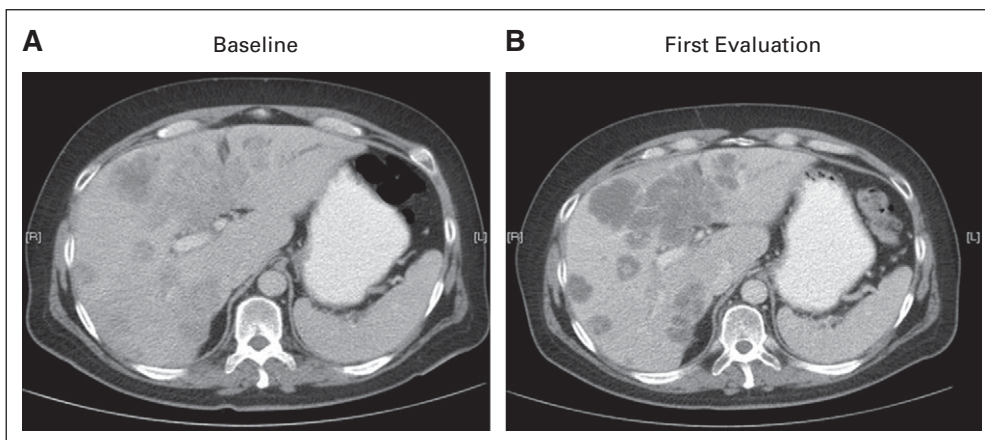 A Baseline
B First Evaluation
[R]
[L]
[R]
[L]